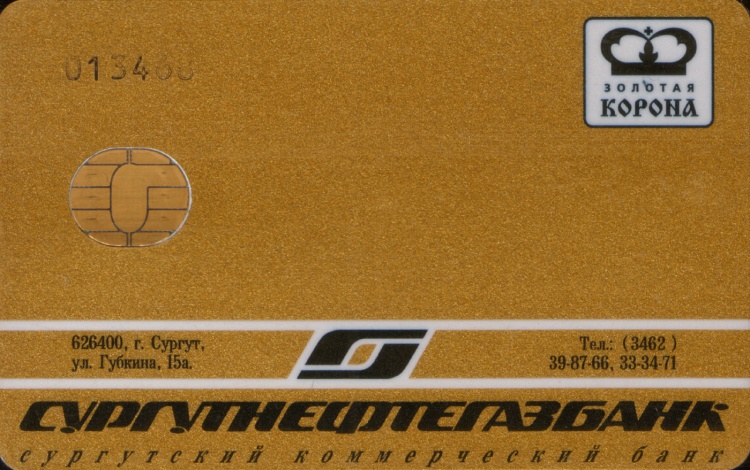 ЗОЛОТАЯ
КОРОНА
626400, г. Сургут,
ул. Губкина, 15а.
Тел.: (3462 )
39-87-66, 33-34-71
СУРГУТНЕФТЕГАЗБАНК
сургутский коммерческий банк